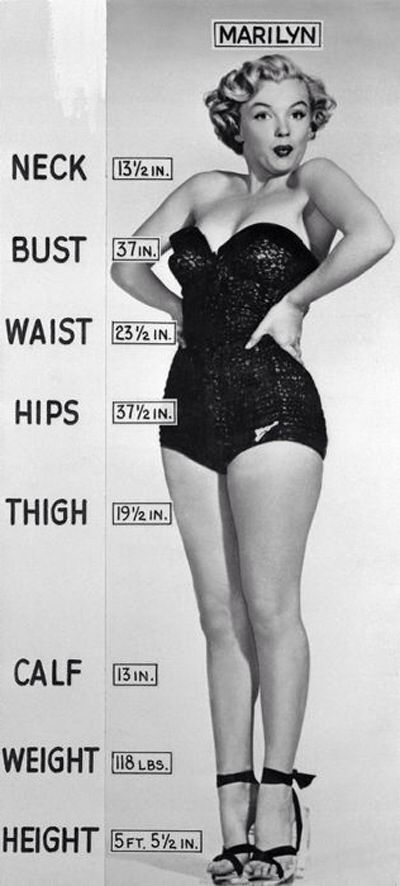 MARILYN
NECK 13½ IN.
BUST 37 IN.
WAIST 23½ IN.
HIPS 37½ IN.
THIGH 19½ IN.
CALF 13 IN.
WEIGHT 118 LBS.
HEIGHT 5 FT. 5½ IN.